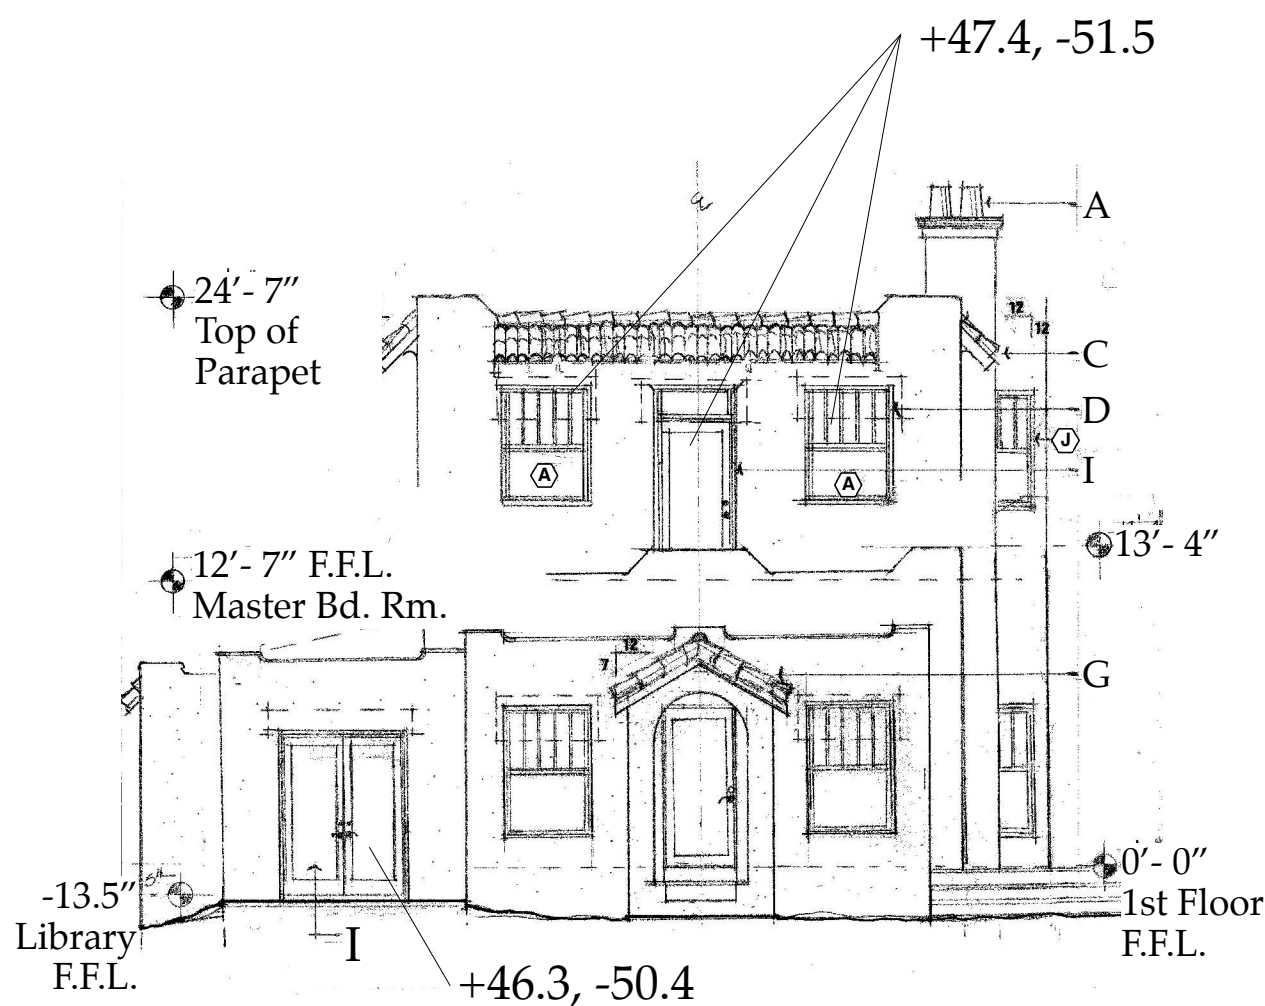 +47.4, -51.5
A
24'- 7"
Top of
Parapet
12
12
C
D
J
A
A
I
13'- 4"
12'- 7" F.F.L.
Master Bd. Rm.
12
7
G
0'- 0"
1st Floor
F.F.L.
5"
-13.5"
Library
F.F.L.
I
+46.3, -50.4